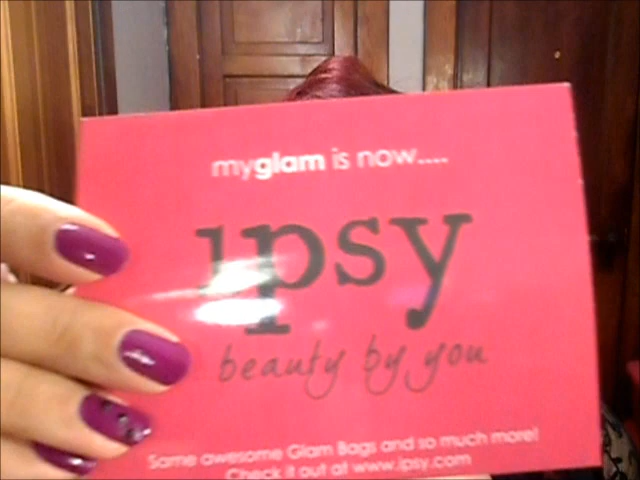 myglam is now....
ipsy
beauty by you
Same awesome Glam Bags and so much more!
Check it out at www.ipsy.com